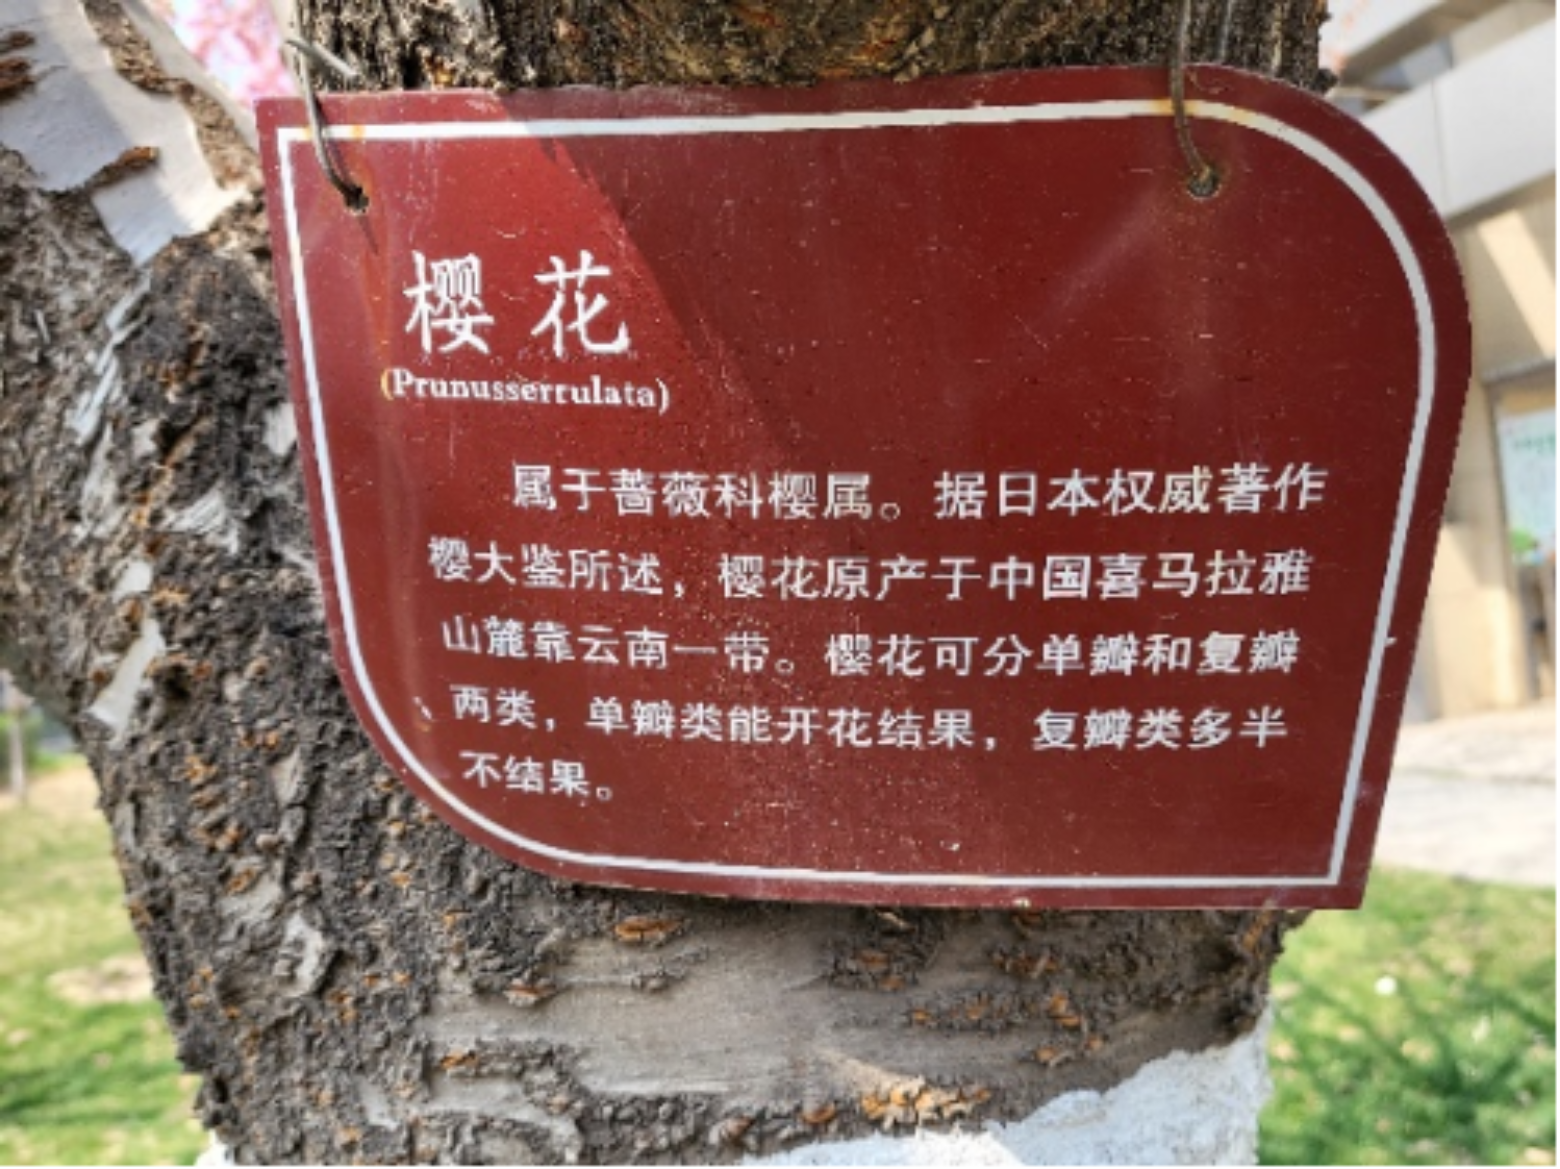 樱花
(Prunusserrulata)
属于蔷薇科樱属。据日本权威著作
樱大鉴所述，樱花原产于中国喜马拉雅
山麓靠云南一带。樱花可分单瓣和复瓣
两类，单瓣类能开花结果，复瓣类多半
不结果。